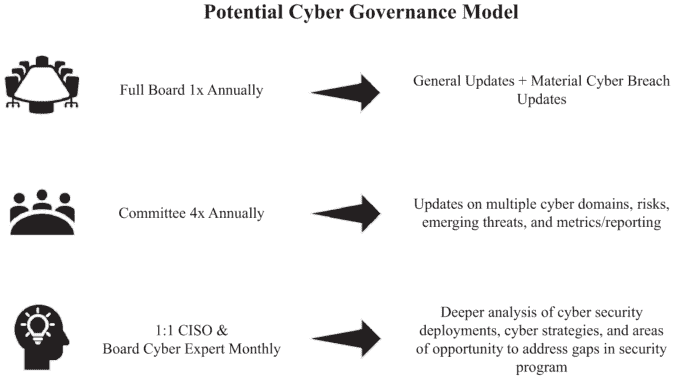 Potential Cyber Governance Model
Full Board 1x Annually
General Updates + Material Cyber Breach
Updates
Committee 4x Annually
Updates on multiple cyber domains, risks,
emerging threats, and metrics/reporting
1:1 CISO &
Board Cyber Expert Monthly
Deeper analysis of cyber security
deployments, cyber strategies, and areas
of opportunity to address gaps in security
program